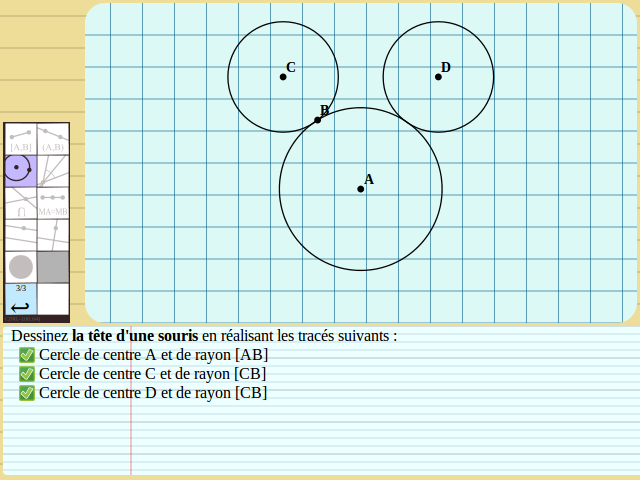 C
D
B
A
[A,B] (A,B)
∩ MA=MB
3/3
Dessinez la tête d'une souris en réalisant les tracés suivants :
✅ Cercle de centre A et de rayon [AB]
✅ Cercle de centre C et de rayon [CB]
✅ Cercle de centre D et de rayon [CB]